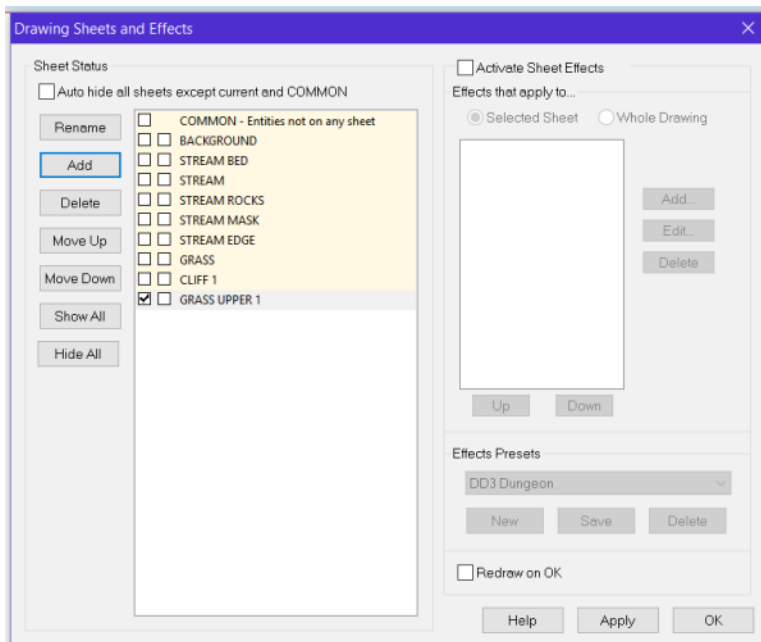 Drawing Sheets and Effects
Sheet Status
Auto hide all sheets except current and COMMON
Rename
Add
Delete
Move Up
Move Down
Show All
Hide All
COMMON - Entities not on any sheet
BACKGROUND
STREAM BED
STREAM
STREAM ROCKS
STREAM MASK
STREAM EDGE
GRASS
CLIFF 1
GRASS UPPER 1
Activate Sheet Effects
Effects that apply to...
Selected Sheet Whole Drawing
Add...
Edit...
Delete
Up Down
Effects Presets
DD3 Dungeon
New Save Delete
Redraw on OK
Help Apply OK